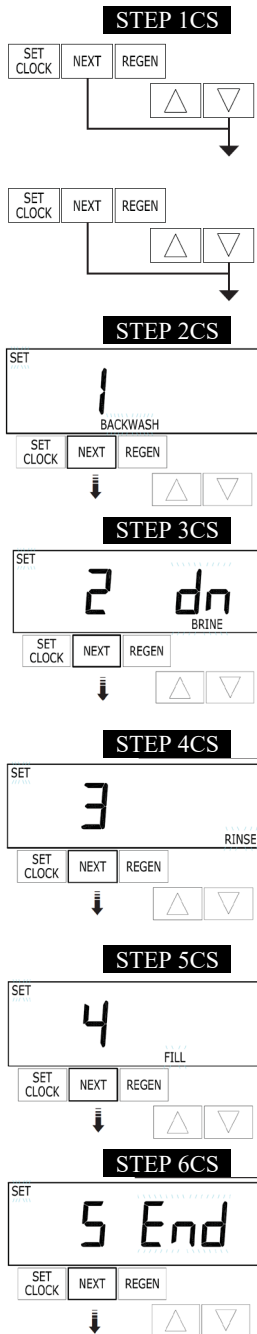 STEP 1CS
SET CLOCK NEXT REGEN
SET CLOCK NEXT REGEN
STEP 2CS
SET
1
BACKWASH
SET CLOCK NEXT REGEN
STEP 3CS
SET
2 dn
BRINE
SET CLOCK NEXT REGEN
STEP 4CS
SET
3
RINSE
SET CLOCK NEXT REGEN
STEP 5CS
SET
4
FILL
SET CLOCK NEXT REGEN
STEP 6CS
SET
5 End
SET CLOCK NEXT REGEN